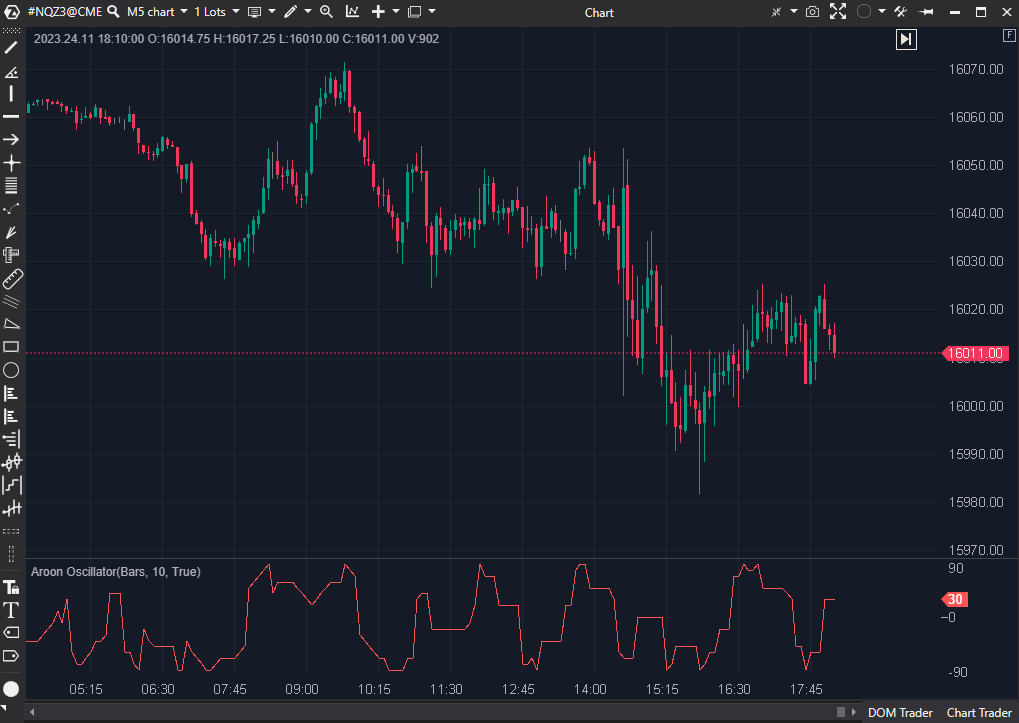 #NQZ3@CME M5 chart 1 Lots Chart
2023.24.11 18:10:00 O:16014.75 H:16017.25 L:16010.00 C:16011.00 V:902
F
16070.00
16060.00
16050.00
16040.00
16030.00
16020.00
16011.00
16000.00
15990.00
15980.00
15970.00
Aroon Oscillator(Bars, 10, True)
90
30
0
-90
T
05:15 06:30 07:45 09:00 10:15 11:30 12:45 14:00 15:15 16:30 17:45
DOM Trader Chart Trader